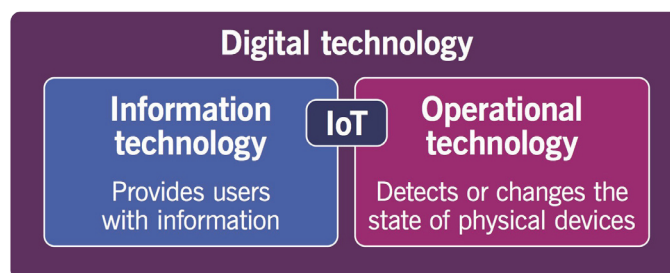 Digital technology
Information
technology
Provides users
with information
IoT
Operational
technology
Detects or changes the
state of physical devices